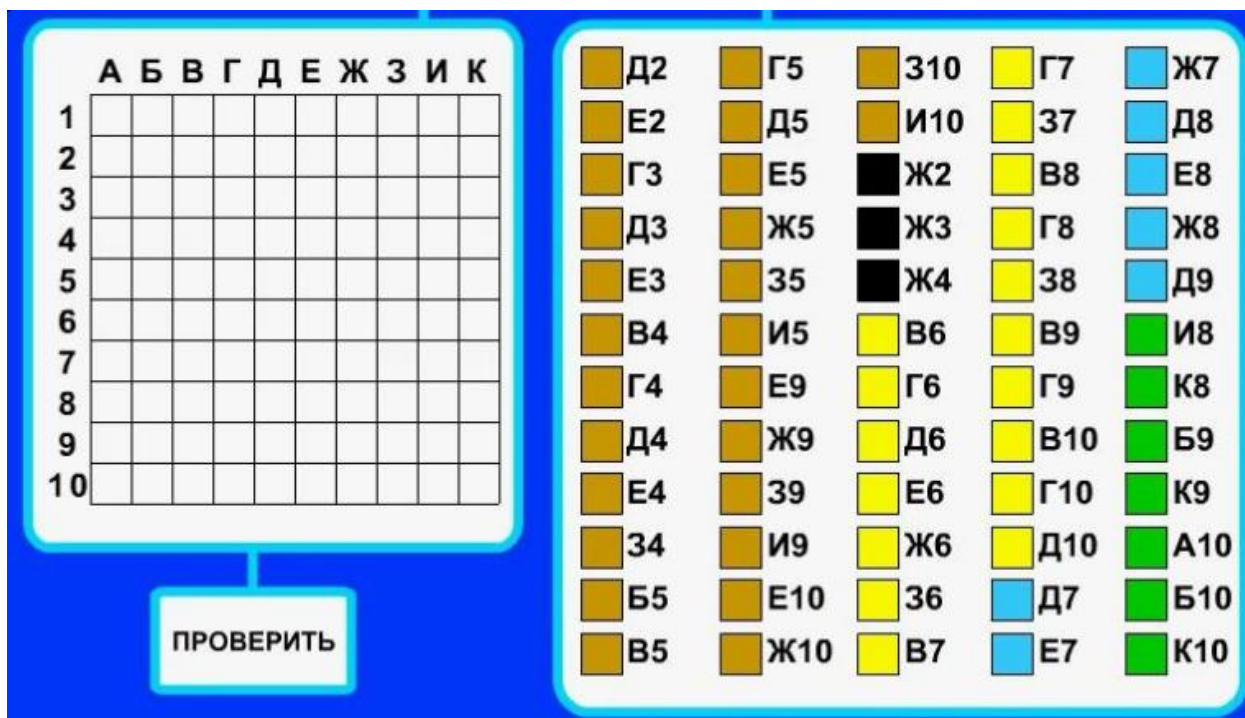 А Б В Г Д Е Ж З И К
1
2
3
4
5
6
7
8
9
10
ПРОВЕРИТЬ
Д2 Г5 З10 Г7 Ж7
Е2 Д5 И10 З7 Д8
Г3 Е5 Ж2 В8 Е8
Д3 Ж5 Ж3 Г8 Ж8
Е3 З5 Ж4 З8 Д9
В4 И5 В6 В9 И8
Г4 Е9 Г6 Г9 К8
Д4 Ж9 Д6 В10 Б9
Е4 З9 Е6 Г10 К9
З4 И9 Ж6 Д10 А10
Б5 Е10 З6 Д7 Б10
В5 Ж10 В7 Е7 К10